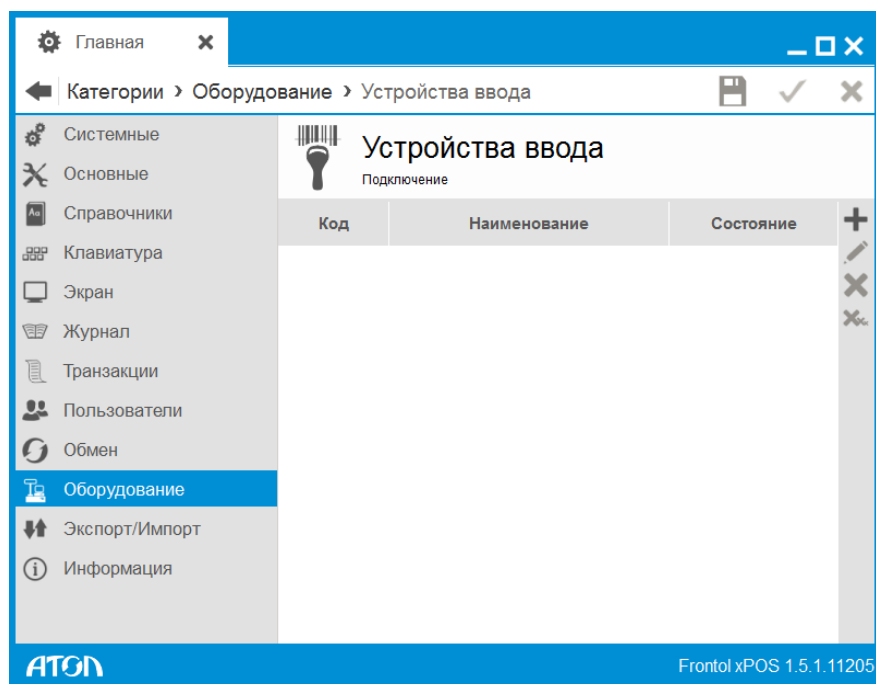 Главная
Категории › Оборудование › Устройства ввода
Системные
Основные
Справочники
Клавиатура
Экран
Журнал
Транзакции
Пользователи
Обмен
Оборудование
Экспорт/Импорт
Информация
Устройства ввода
Подключение
Код Наименование Состояние
АТОЛ
Frontol xPOS 1.5.1.11205